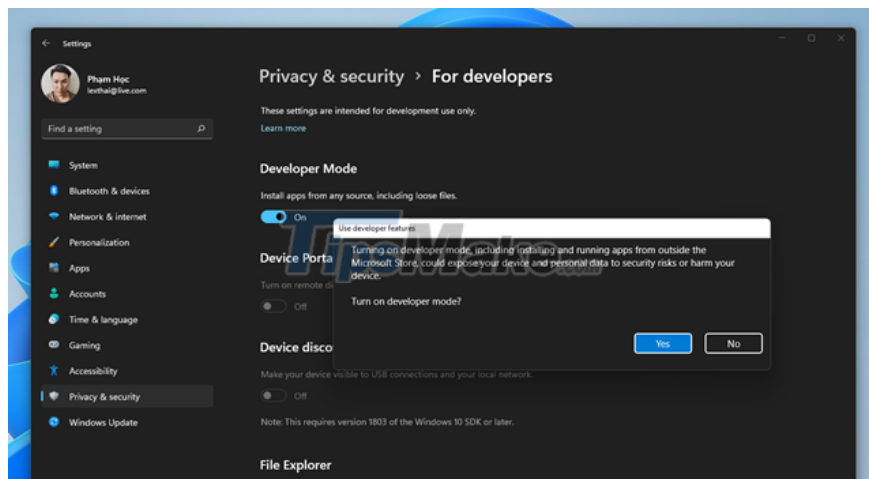 Settings
Phạm Học
lexthai@live.com
Find a setting
System
Bluetooth & devices
Network & internet
Personalization
Apps
Accounts
Time & language
Gaming
Accessibility
Privacy & security
Windows Update
Privacy & security > For developers
These settings are intended for development use only.
Learn more
Developer Mode
Install apps from any source, including loose files.
On
Device Porta
Turn on remote di
Off
Device disco
Make your device visible to USB connections and your local network.
Off
Note: This requires version 1803 of the Windows 10 SDK or later.
File Explorer
Use developer features
Turning on developer mode, including installing and running apps from outside the
Microsoft Store, could expose your device and personal data to security risks or harm your
device.
Turn on developer mode?
Yes
No
TipsMake.com